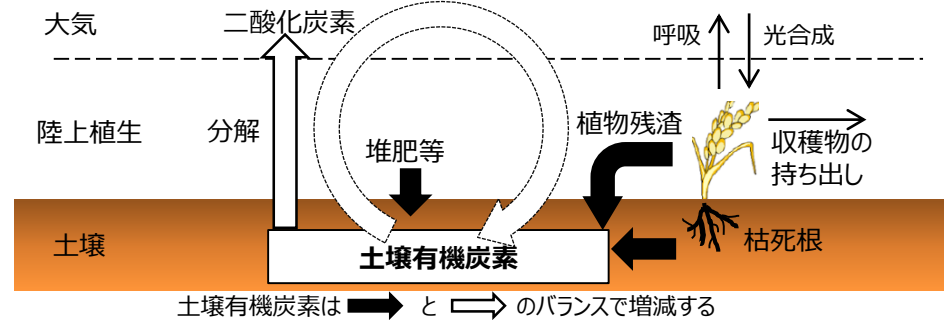 大気
二酸化炭素
呼吸
光合成
陸上植生
分解
堆肥等
植物残渣
収穫物の
持ち出し
土壌
土壌有機炭素
枯死根
土壌有機炭素は と のバランスで増減する